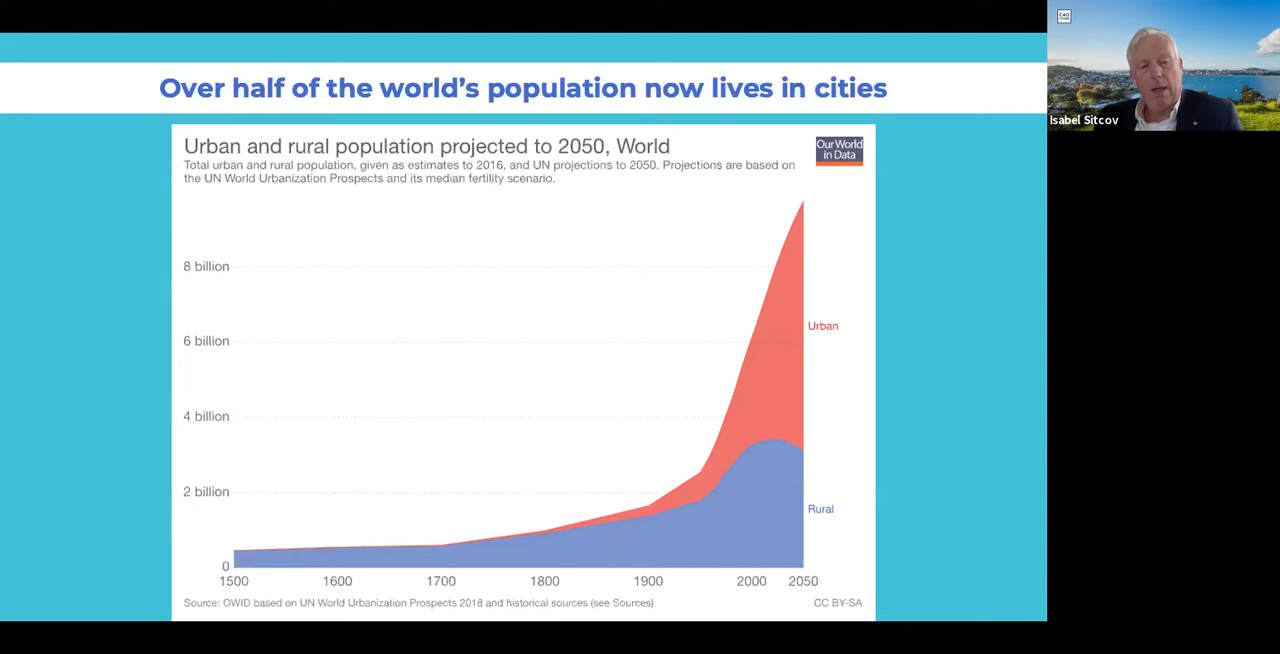 Over half of the world's population now lives in cities
Urban and rural population projected to 2050, World
Total urban and rural population, given as estimates to 2016, and UN projections to 2050. Projections are based on
the UN World Urbanization Prospects and its median fertility scenario.
Our World
in Data
8 billion
6 billion
4 billion
2 billion
0
Urban
Rural
1500
1600
1700
1800
1900
2000
2050
Source: OWID based on UN World Urbanization Prospects 2018 and historical sources (see Sources)
CC BY-SA
C40
Isabel Sitcov